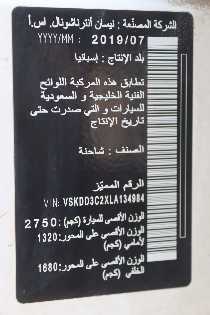 الشركة المصنّعة : نيسان أنترناشونال. اس.أ
YYYY/MM : 2019/07
بلد الإنتاج : إسبانيا
تطابق هذه المركبة اللوائح
الفنية الخليجية و السعودية
للسيارات و التي صدرت حتى
تاريخ الإنتاج
الصنف : شاحنة
الرقم المميّز
VIN: VSKDD3C2XLA134984
الوزن الأقصى للسيارة (كجم) : 2750
الوزن الأقصى على المحور: 1320
الأمامي (كجم)
الوزن الأقصى على المحور: 1680
الخلفي (كجم)